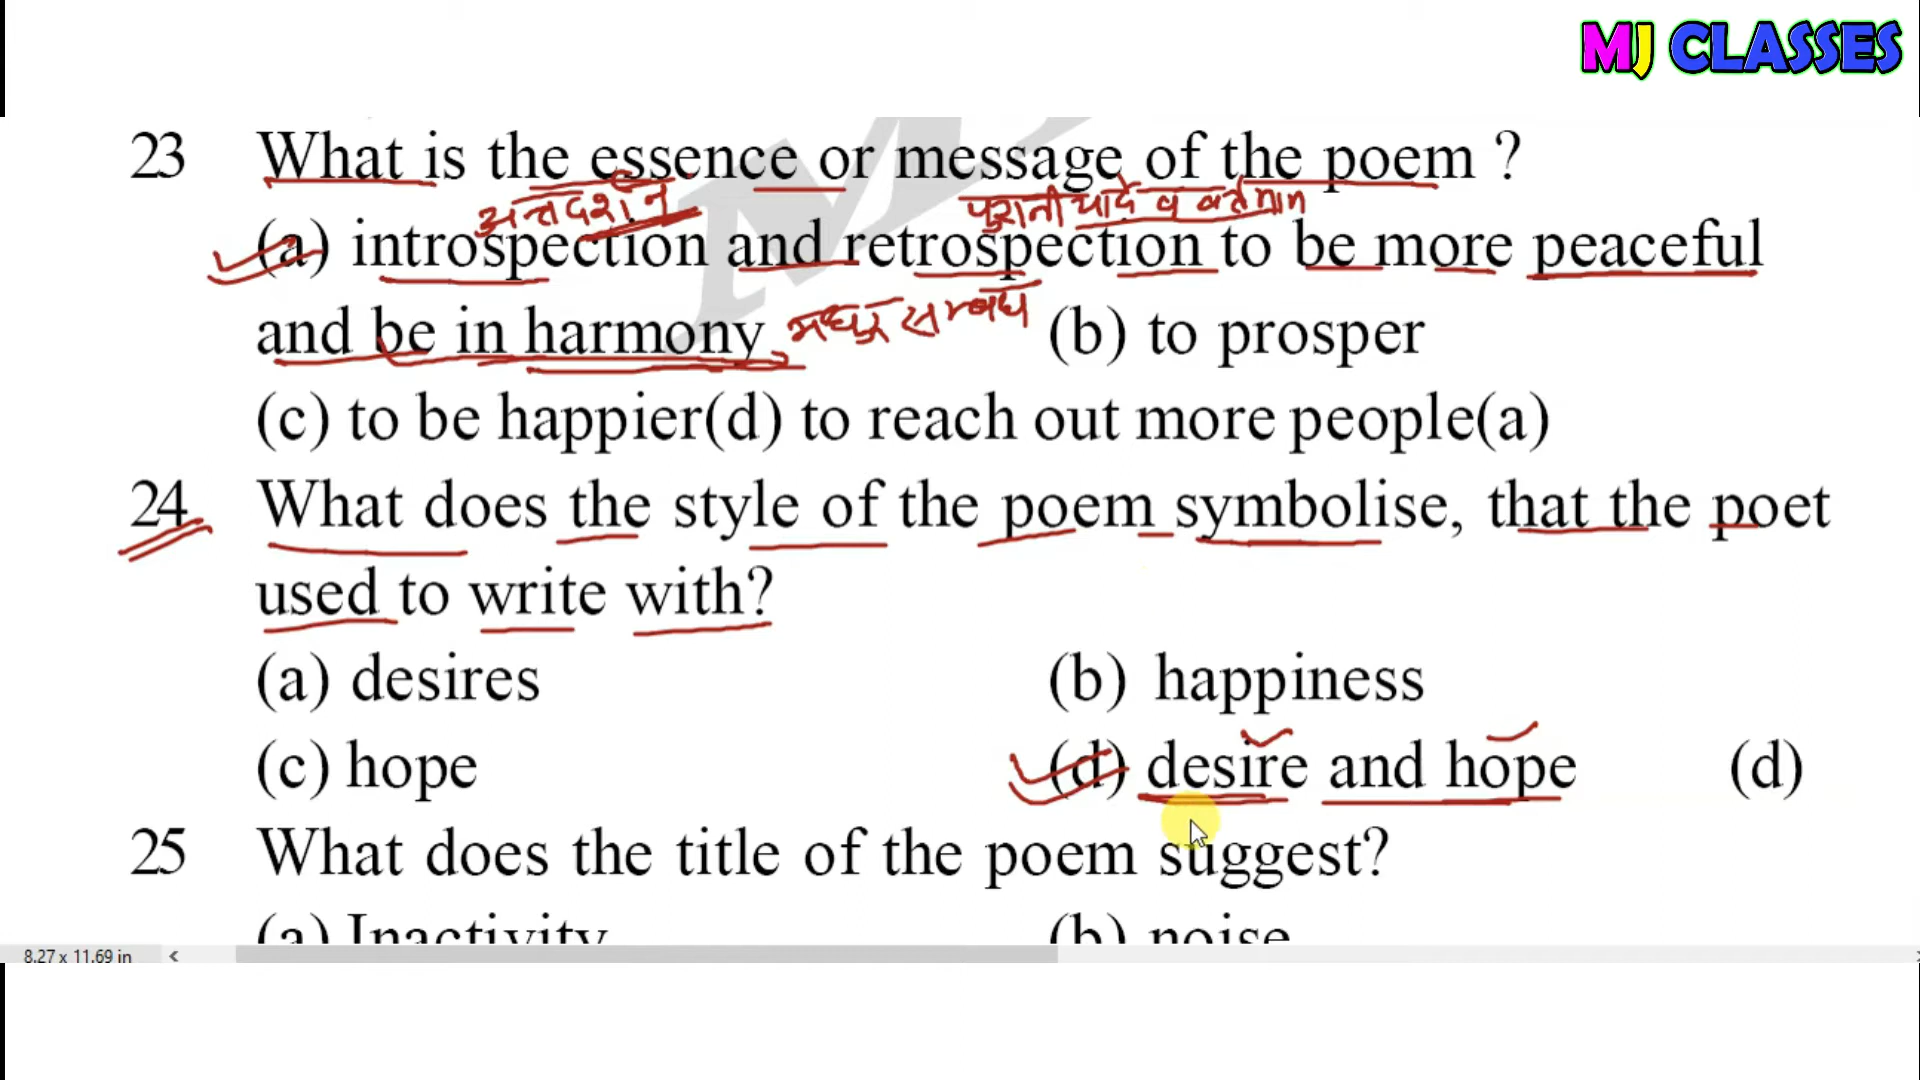 MJ CLASSES
23 What is the essence or message of the poem ?
अन्तदर्शन पुरानी यादे व वर्तमान
(a) introspection and retrospection to be more peaceful
and be in harmony मधुर सम्बंध (b) to prosper
(c) to be happier(d) to reach out more people(a)
24 What does the style of the poem symbolise, that the poet
used to write with?
(a) desires (b) happiness
(c) hope (d) desire and hope (d)
25 What does the title of the poem suggest?
(a) Inactivity (b) noise
8.27 x 11.69 in